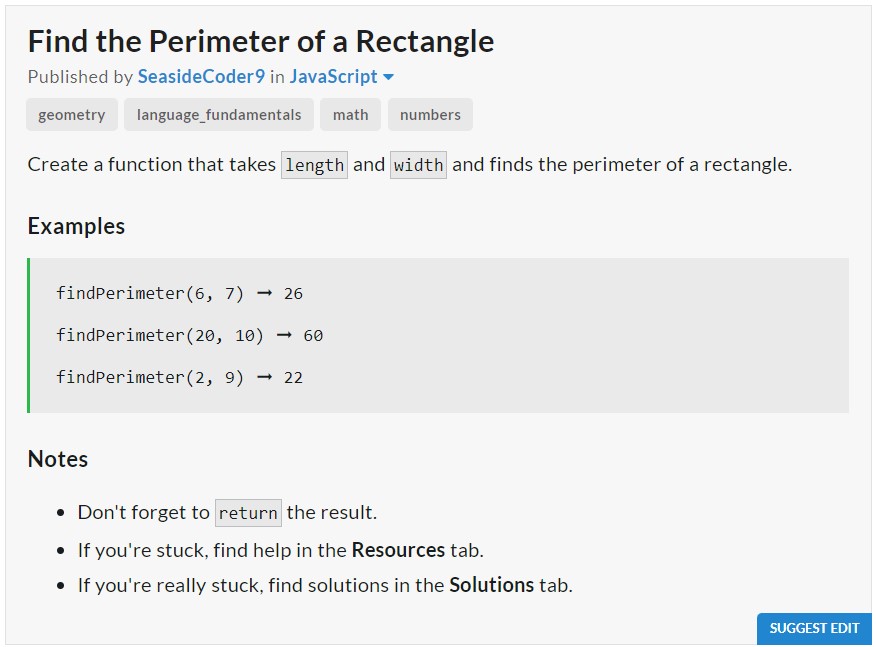 Find the Perimeter of a Rectangle
Published by SeasideCoder9 in JavaScript
geometry language_fundamentals math numbers
Create a function that takes length and width and finds the perimeter of a rectangle.
Examples
findPerimeter(6, 7) ➞ 26
findPerimeter(20, 10) ➞ 60
findPerimeter(2, 9) ➞ 22
Notes
• Don't forget to return the result.
• If you're stuck, find help in the Resources tab.
• If you're really stuck, find solutions in the Solutions tab.
SUGGEST EDIT